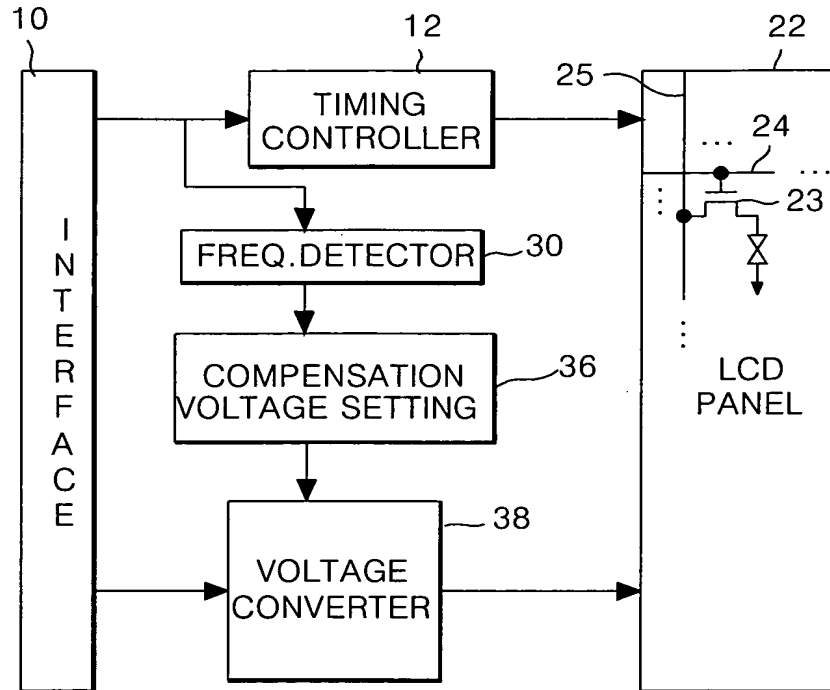 10
12
22
TIMING
CONTROLLER
25
24
23
INTERFACE
FREQ.DETECTOR
30
COMPENSATION
VOLTAGE SETTING
36
LCD
PANEL
38
VOLTAGE
CONVERTER